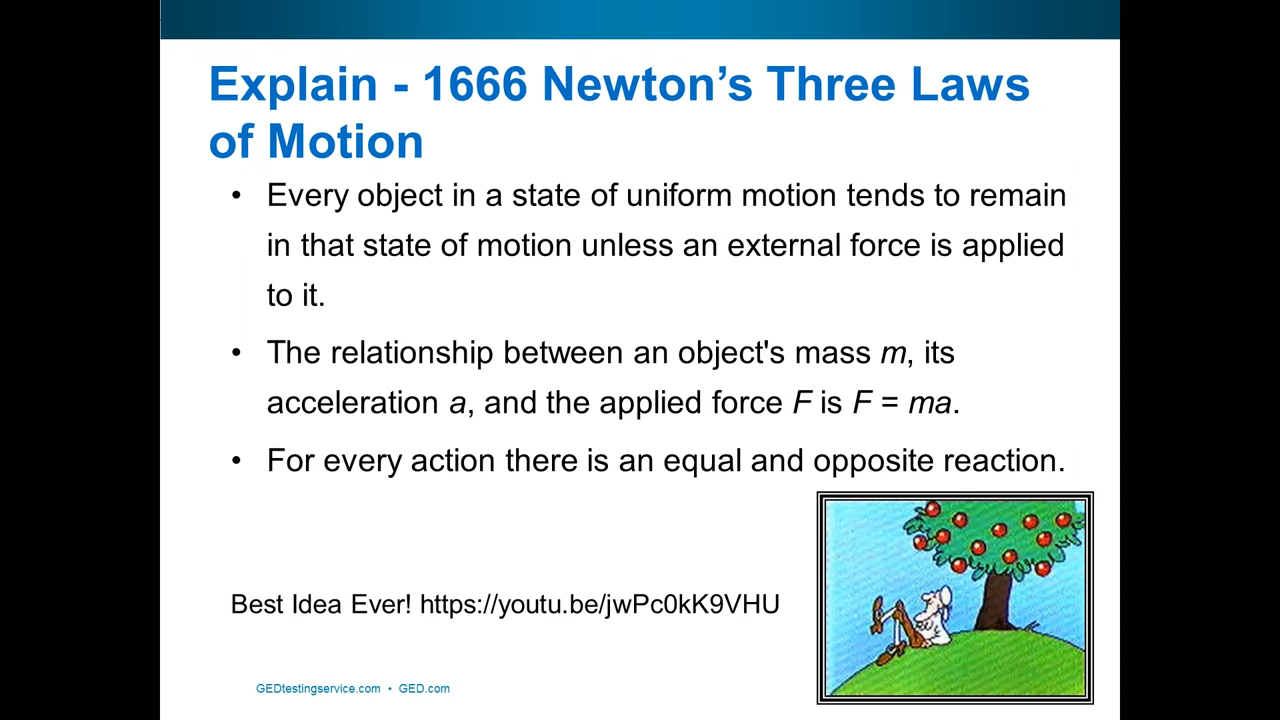 Explain - 1666 Newton’s Three Laws
of Motion
• Every object in a state of uniform motion tends to remain
in that state of motion unless an external force is applied
to it.
• The relationship between an object's mass m, its
acceleration a, and the applied force F is F = ma.
• For every action there is an equal and opposite reaction.
Best Idea Ever! https://youtu.be/jwPc0kK9VHU
GEDtestingservice.com • GED.com